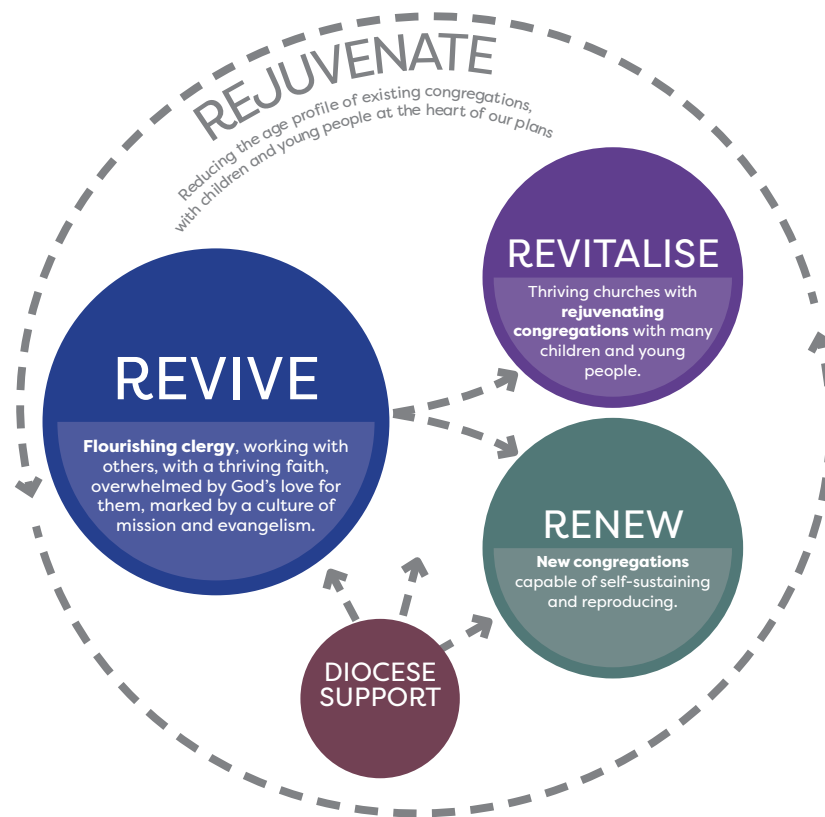 REJUVENATE
Reducing the age profile of existing congregations,
with children and young people at the heart of our plans
REVITALISE
Thriving churches with
rejuvenating
congregations with many
children and young
people.
REVIVE
Flourishing clergy, working with
others, with a thriving faith,
overwhelmed by God’s love for
them, marked by a culture of
mission and evangelism.
RENEW
New congregations
capable of self-sustaining
and reproducing.
DIOCESE
SUPPORT